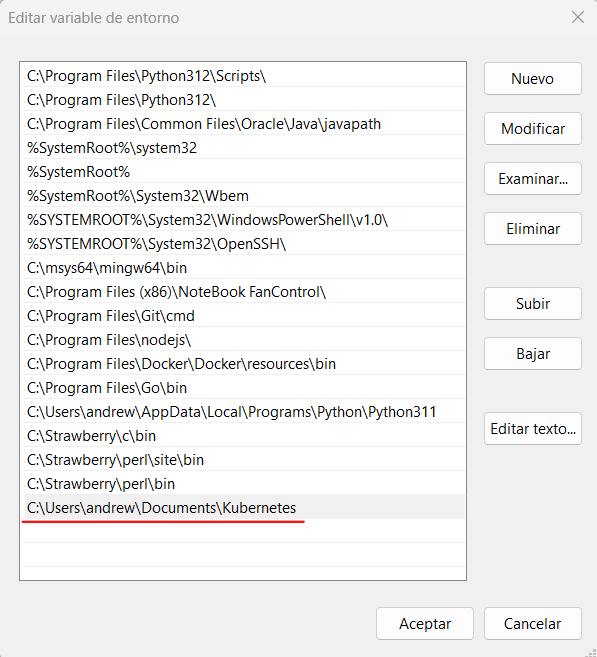 Editar variable de entorno
C:\Program Files\Python312\Scripts\
C:\Program Files\Python312\
C:\Program Files\Common Files\Oracle\Java\javapath
%SystemRoot%\system32
%SystemRoot%
%SystemRoot%\System32\Wbem
%SYSTEMROOT%\System32\WindowsPowerShell\v1.0\
%SYSTEMROOT%\System32\OpenSSH\
C:\msys64\mingw64\bin
C:\Program Files (x86)\NoteBook FanControl\
C:\Program Files\Git\cmd
C:\Program Files\nodejs\
C:\Program Files\Docker\Docker\resources\bin
C:\Program Files\Go\bin
C:\Users\andrew\AppData\Local\Programs\Python\Python311
C:\Strawberry\c\bin
C:\Strawberry\perl\site\bin
C:\Strawberry\perl\bin
C:\Users\andrew\Documents\Kubernetes
Nuevo
Modificar
Examinar...
Eliminar
Subir
Bajar
Editar texto...
Aceptar
Cancelar